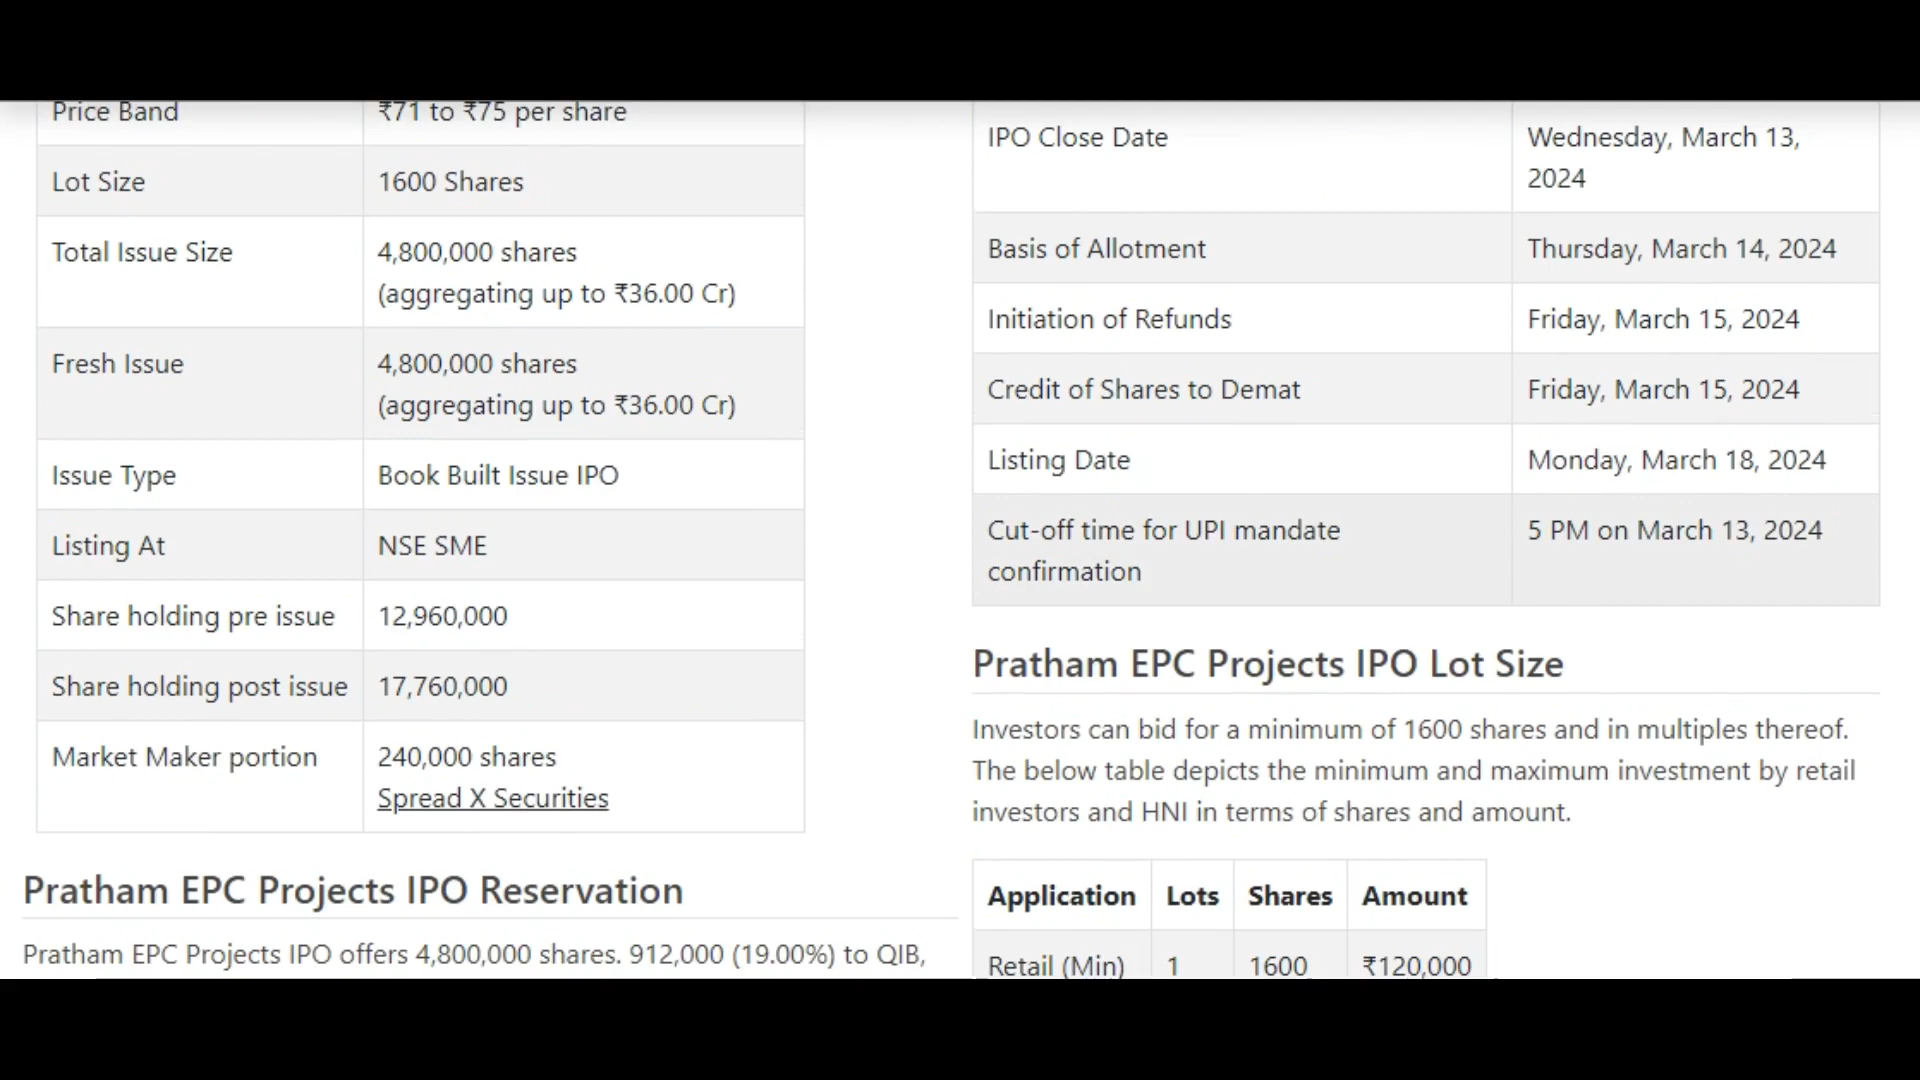 Price Band ₹71 to ₹75 per share
Lot Size 1600 Shares
Total Issue Size 4,800,000 shares
(aggregating up to ₹36.00 Cr)
Fresh Issue 4,800,000 shares
(aggregating up to ₹36.00 Cr)
Issue Type Book Built Issue IPO
Listing At NSE SME
Share holding pre issue 12,960,000
Share holding post issue 17,760,000
Market Maker portion 240,000 shares
Spread X Securities
Pratham EPC Projects IPO Reservation
Pratham EPC Projects IPO offers 4,800,000 shares. 912,000 (19.00%) to QIB,
IPO Close Date Wednesday, March 13,
2024
Basis of Allotment Thursday, March 14, 2024
Initiation of Refunds Friday, March 15, 2024
Credit of Shares to Demat Friday, March 15, 2024
Listing Date Monday, March 18, 2024
Cut-off time for UPI mandate 5 PM on March 13, 2024
confirmation
Pratham EPC Projects IPO Lot Size
Investors can bid for a minimum of 1600 shares and in multiples thereof.
The below table depicts the minimum and maximum investment by retail
investors and HNI in terms of shares and amount.
Application Lots Shares Amount
Retail (Min) 1 1600 ₹120,000